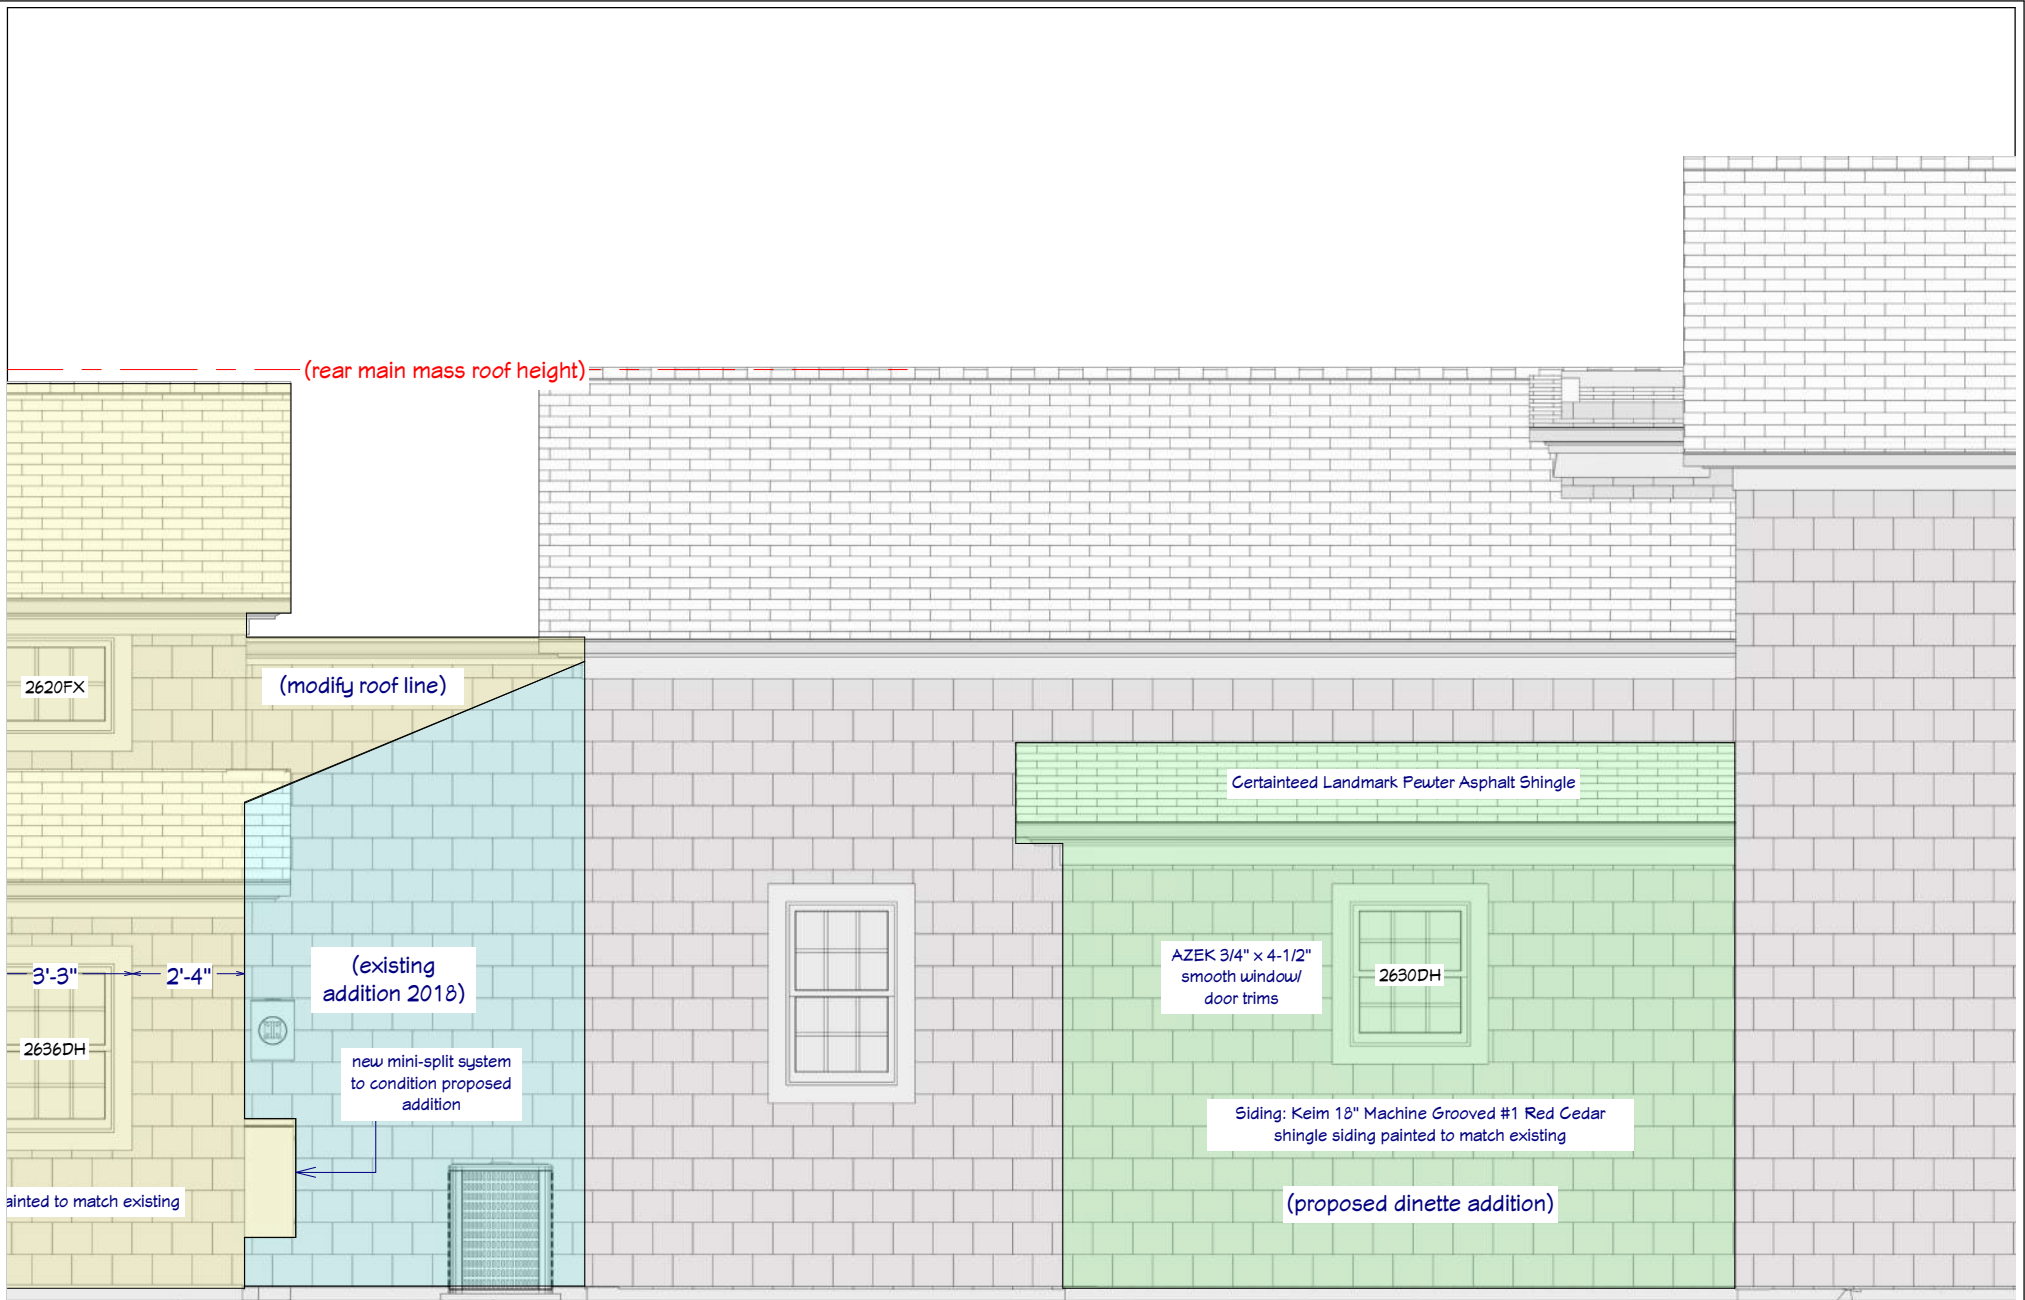 (rear main mass roof height)
2620FX
(modify roof line)
Certainteed Landmark Pewter Asphalt Shingle
3'-3"
2'-4"
(existing
addition 2018)
AZEK 3/4" x 4-1/2"
smooth window/
door trims
2630DH
2636DH
new mini-split system
to condition proposed
addition
Siding: Keim 18" Machine Grooved #1 Red Cedar
shingle siding painted to match existing
ainted to match existing
(proposed dinette addition)